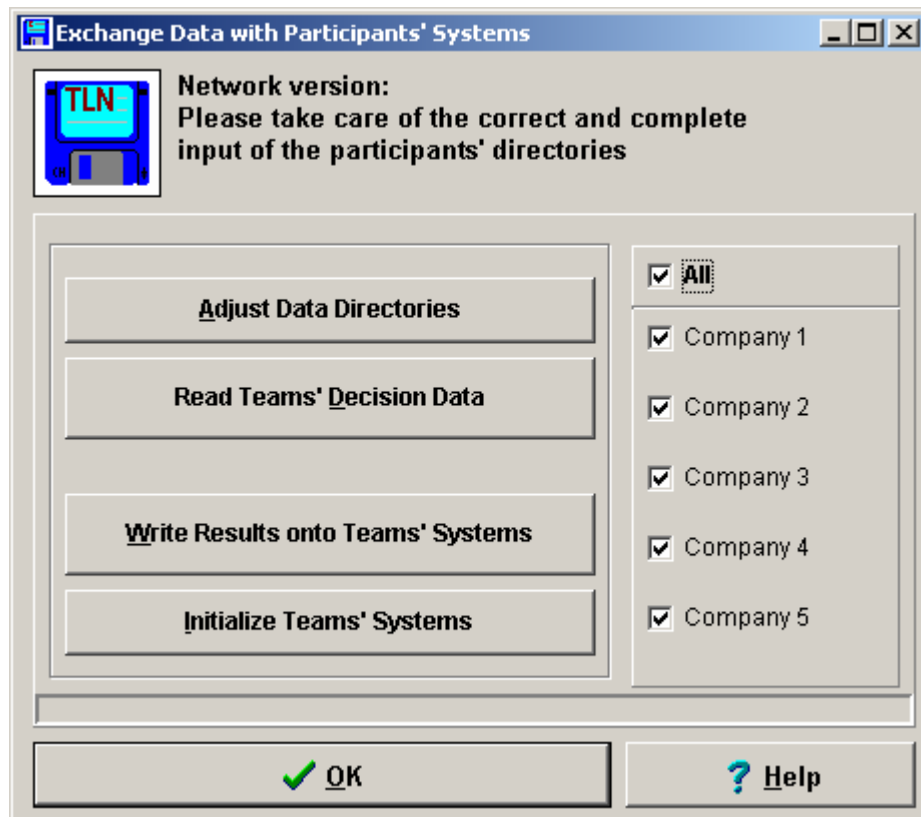 Exchange Data with Participants' Systems
TLN
Network version:
Please take care of the correct and complete
input of the participants' directories
Adjust Data Directories
Read Teams' Decision Data
Write Results onto Teams' Systems
Initialize Teams' Systems
All
Company 1
Company 2
Company 3
Company 4
Company 5
OK
Help